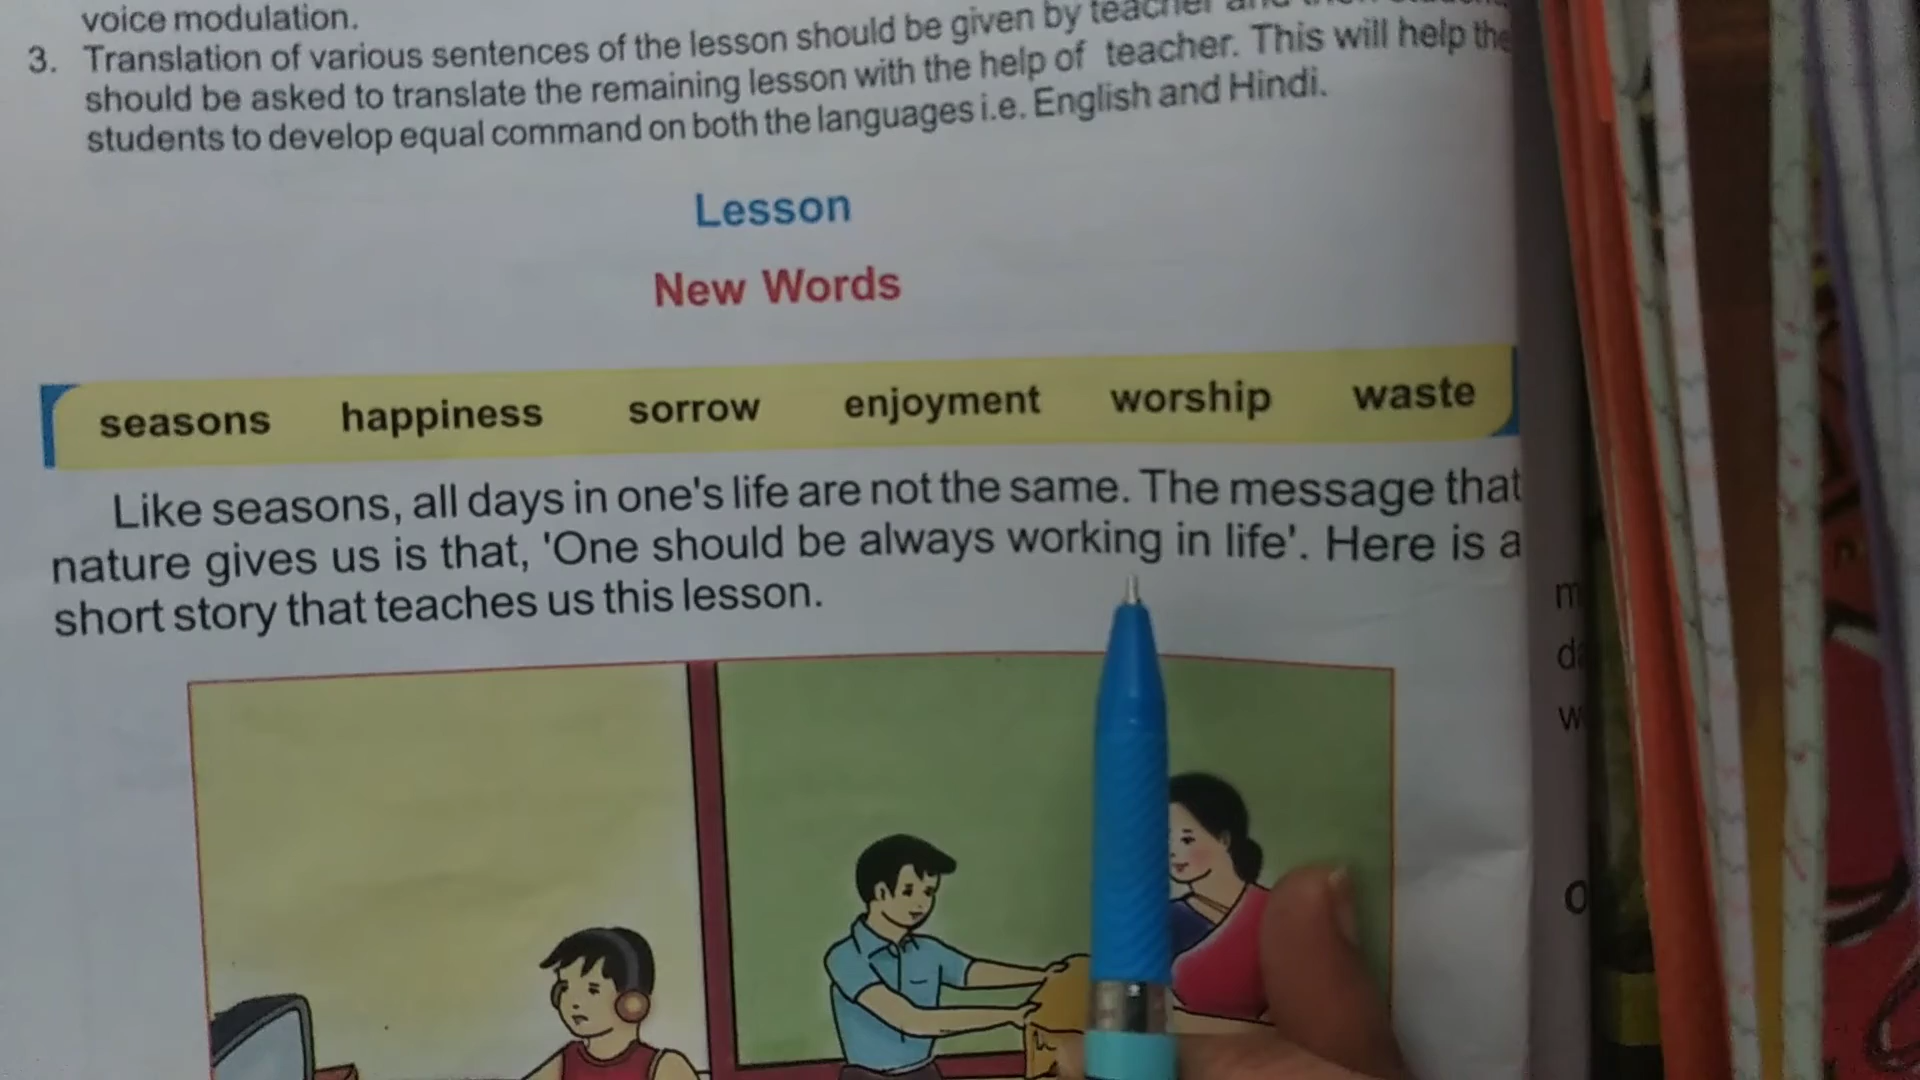 voice modulation.
3. Translation of various sentences of the lesson should be given by teacher
should be asked to translate the remaining lesson with the help of teacher. This will help the
students to develop equal command on both the languages i.e. English and Hindi.
Lesson
New Words
seasons happiness sorrow enjoyment worship waste
Like seasons, all days in one's life are not the same. The message that
nature gives us is that, 'One should be always working in life'. Here is a
short story that teaches us this lesson.